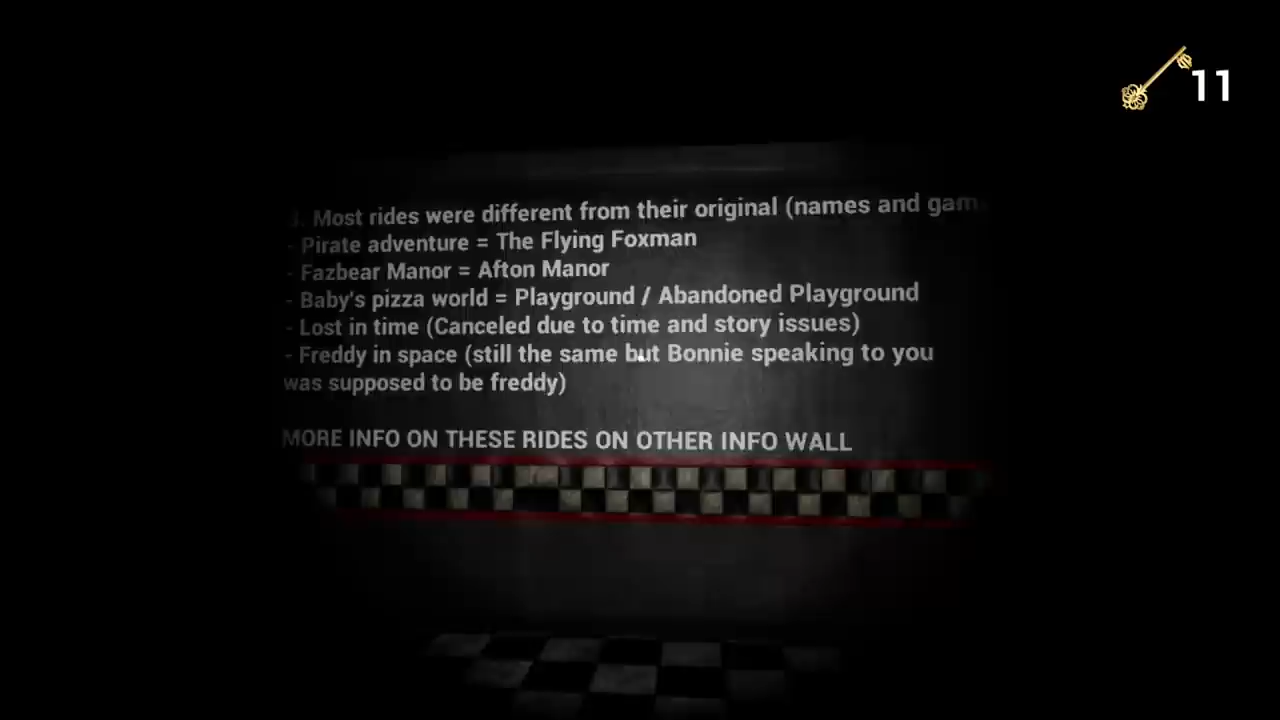 11
. Most rides were different from their original (names and gam
- Pirate adventure = The Flying Foxman
- Fazbear Manor = Afton Manor
- Baby's pizza world = Playground / Abandoned Playground
- Lost in time (Canceled due to time and story issues)
- Freddy in space (still the same but Bonnie speaking to you
was supposed to be freddy)
MORE INFO ON THESE RIDES ON OTHER INFO WALL